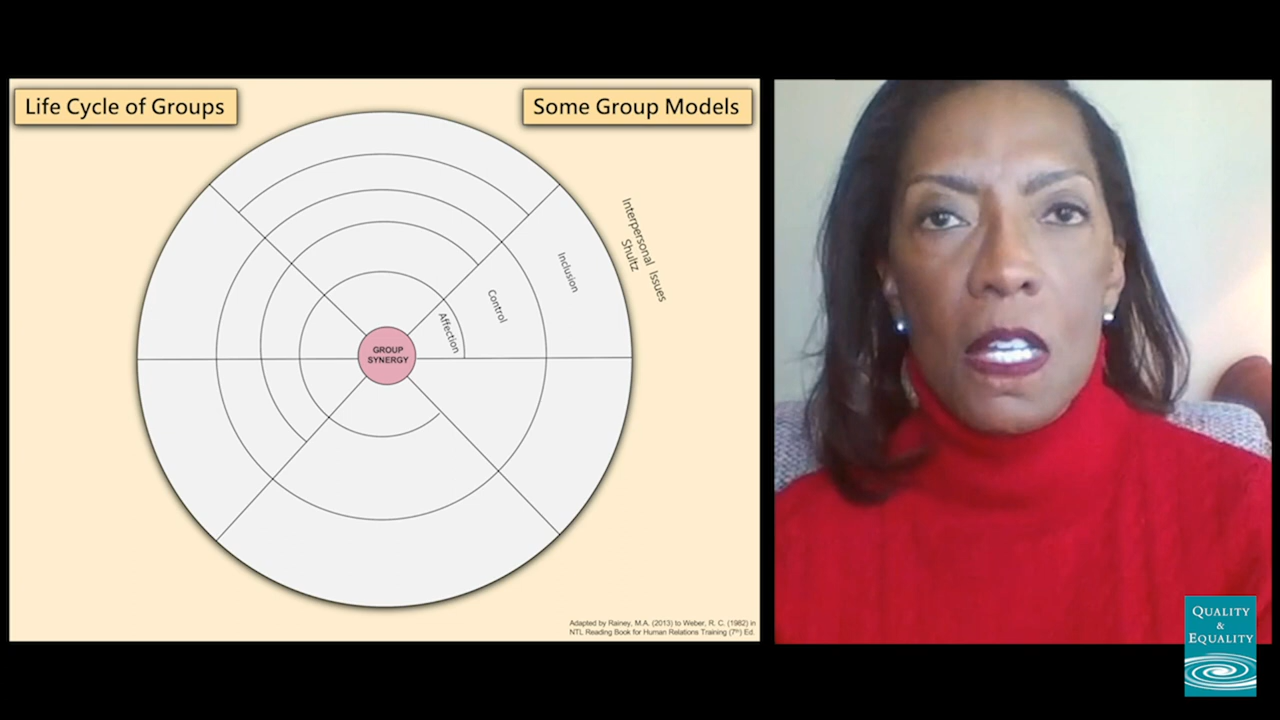 Life Cycle of Groups
Some Group Models
Interpersonal Issues
Shultz
Inclusion
Control
Affection
GROUP
SYNERGY
Adapted by Rainey, M.A. (2013) to Weber, R. C. (1982) in
NTL Reading Book for Human Relations Training (7th) Ed.
QUALITY
&
EQUALITY